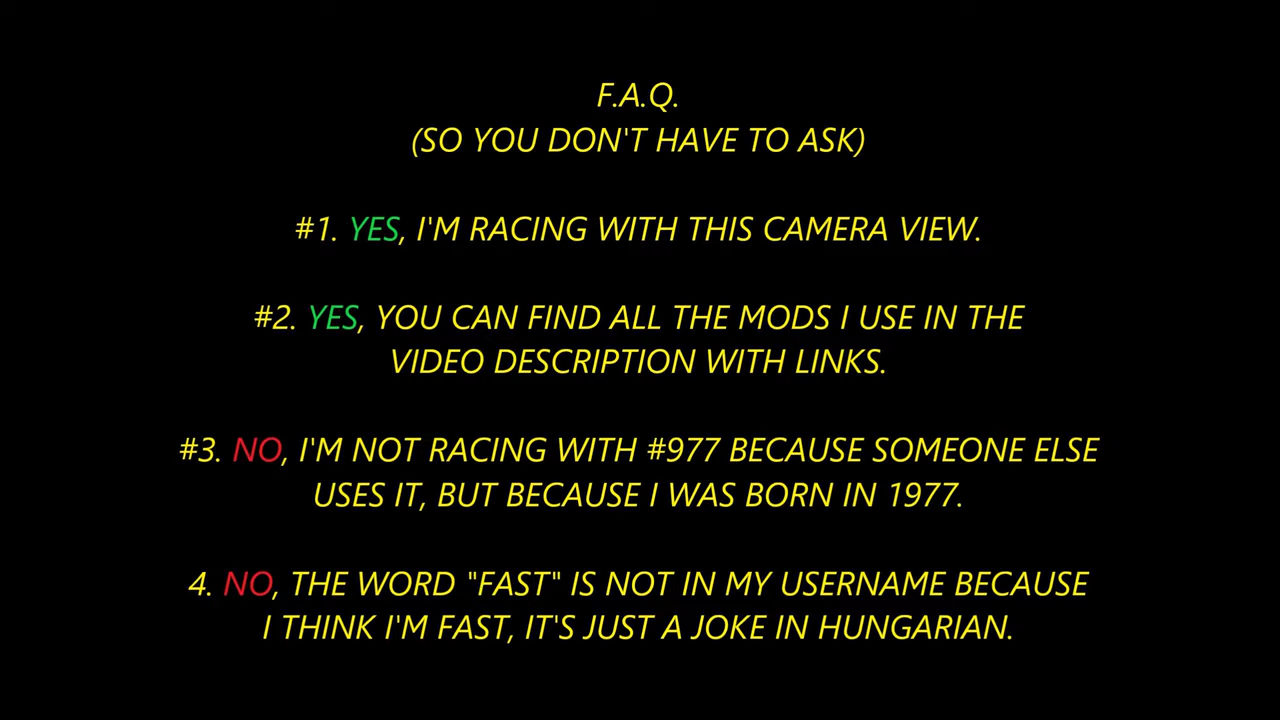 F.A.Q.
(SO YOU DON'T HAVE TO ASK)
#1. YES, I'M RACING WITH THIS CAMERA VIEW.
#2. YES, YOU CAN FIND ALL THE MODS I USE IN THE
VIDEO DESCRIPTION WITH LINKS.
#3. NO, I'M NOT RACING WITH #977 BECAUSE SOMEONE ELSE
USES IT, BUT BECAUSE I WAS BORN IN 1977.
4. NO, THE WORD "FAST" IS NOT IN MY USERNAME BECAUSE
I THINK I'M FAST, IT'S JUST A JOKE IN HUNGARIAN.